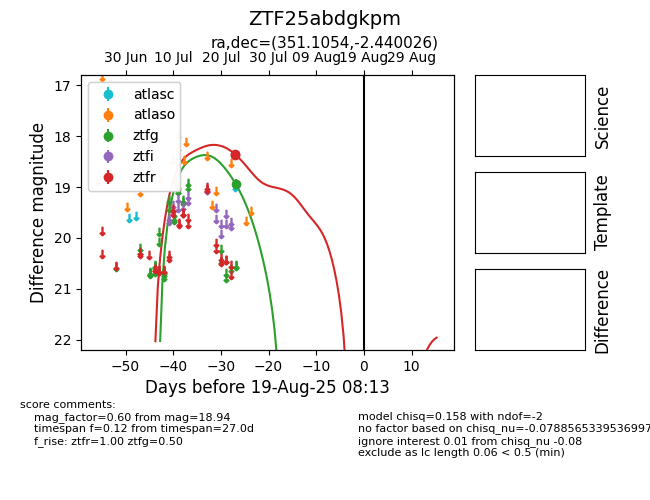 ZTF25abdgkpm
ra,dec=(351.1054,-2.440026)
30 Jun 10 Jul 20 Jul 30 Jul 09 Aug 19 Aug 29 Aug
17
18
19
20
21
22
Difference magnitude
atlasc
atlaso
ztfg
ztfi
ztfr
−50 −40 −30 −20 −10 0 10
Days before 19-Aug-25 08:13
Science
Template
Difference
score comments:
mag_factor=0.60 from mag=18.94
timespan f=0.12 from timespan=27.0d
f_rise: ztfr=1.00 ztfg=0.50
model chisq=0.158 with ndof=-2
no factor based on chisq_nu=-0.0788565339536997
ignore interest 0.01 from chisq_nu -0.08
exclude as lc length 0.06 < 0.5 (min)